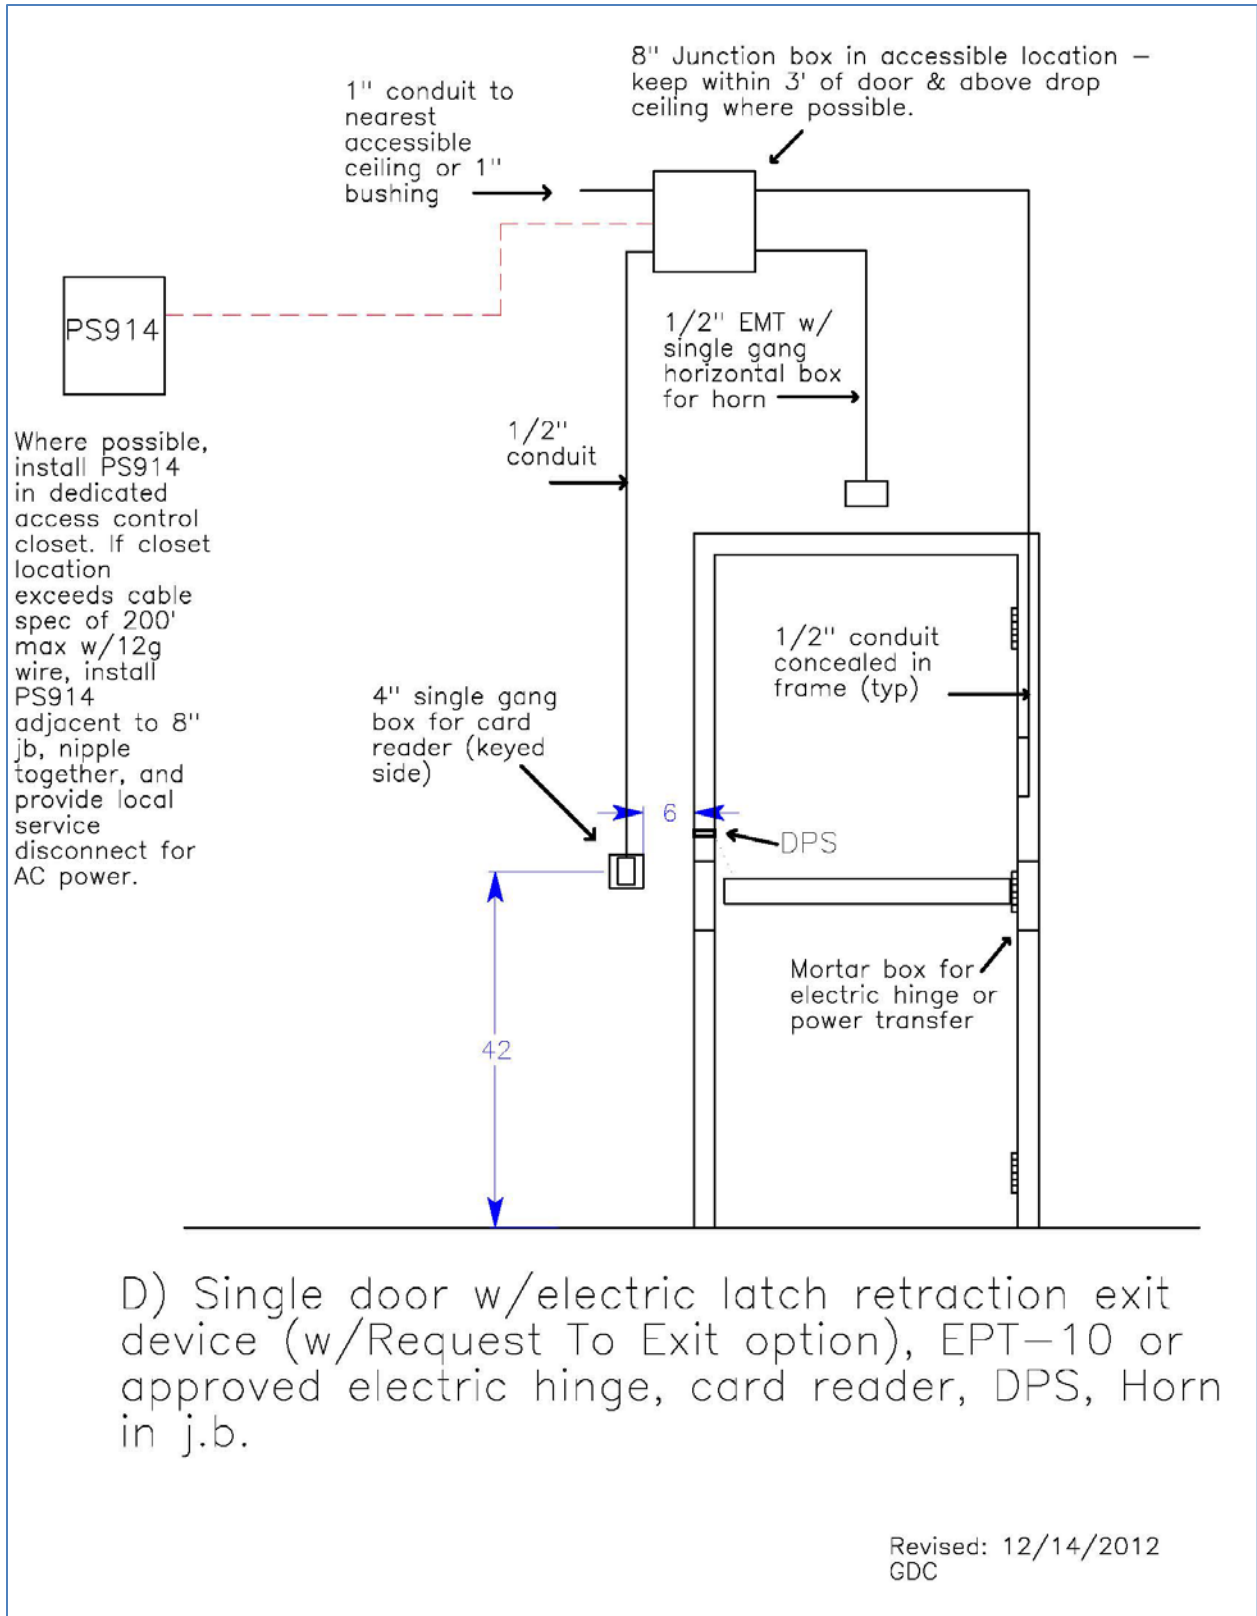 8" Junction box in accessible location –
keep within 3' of door & above drop
ceiling where possible.
1" conduit to
nearest
accessible
ceiling or 1"
bushing
PS914
1/2" EMT w/
single gang
horizontal box
for horn
Where possible,
install PS914
in dedicated
access control
closet. If closet
location
exceeds cable
spec of 200'
max w/12g
wire, install
PS914
adjacent to 8"
jb, nipple
together, and
provide local
service
disconnect for
AC power.
1/2"
conduit
1/2" conduit
concealed in
frame (typ)
4" single gang
box for card
reader (keyed
side)
6
DPS
Mortar box for
electric hinge or
power transfer
42
D) Single door w/electric latch retraction exit
device (w/Request To Exit option), EPT–10 or
approved electric hinge, card reader, DPS, Horn
in j.b.
Revised: 12/14/2012
GDC